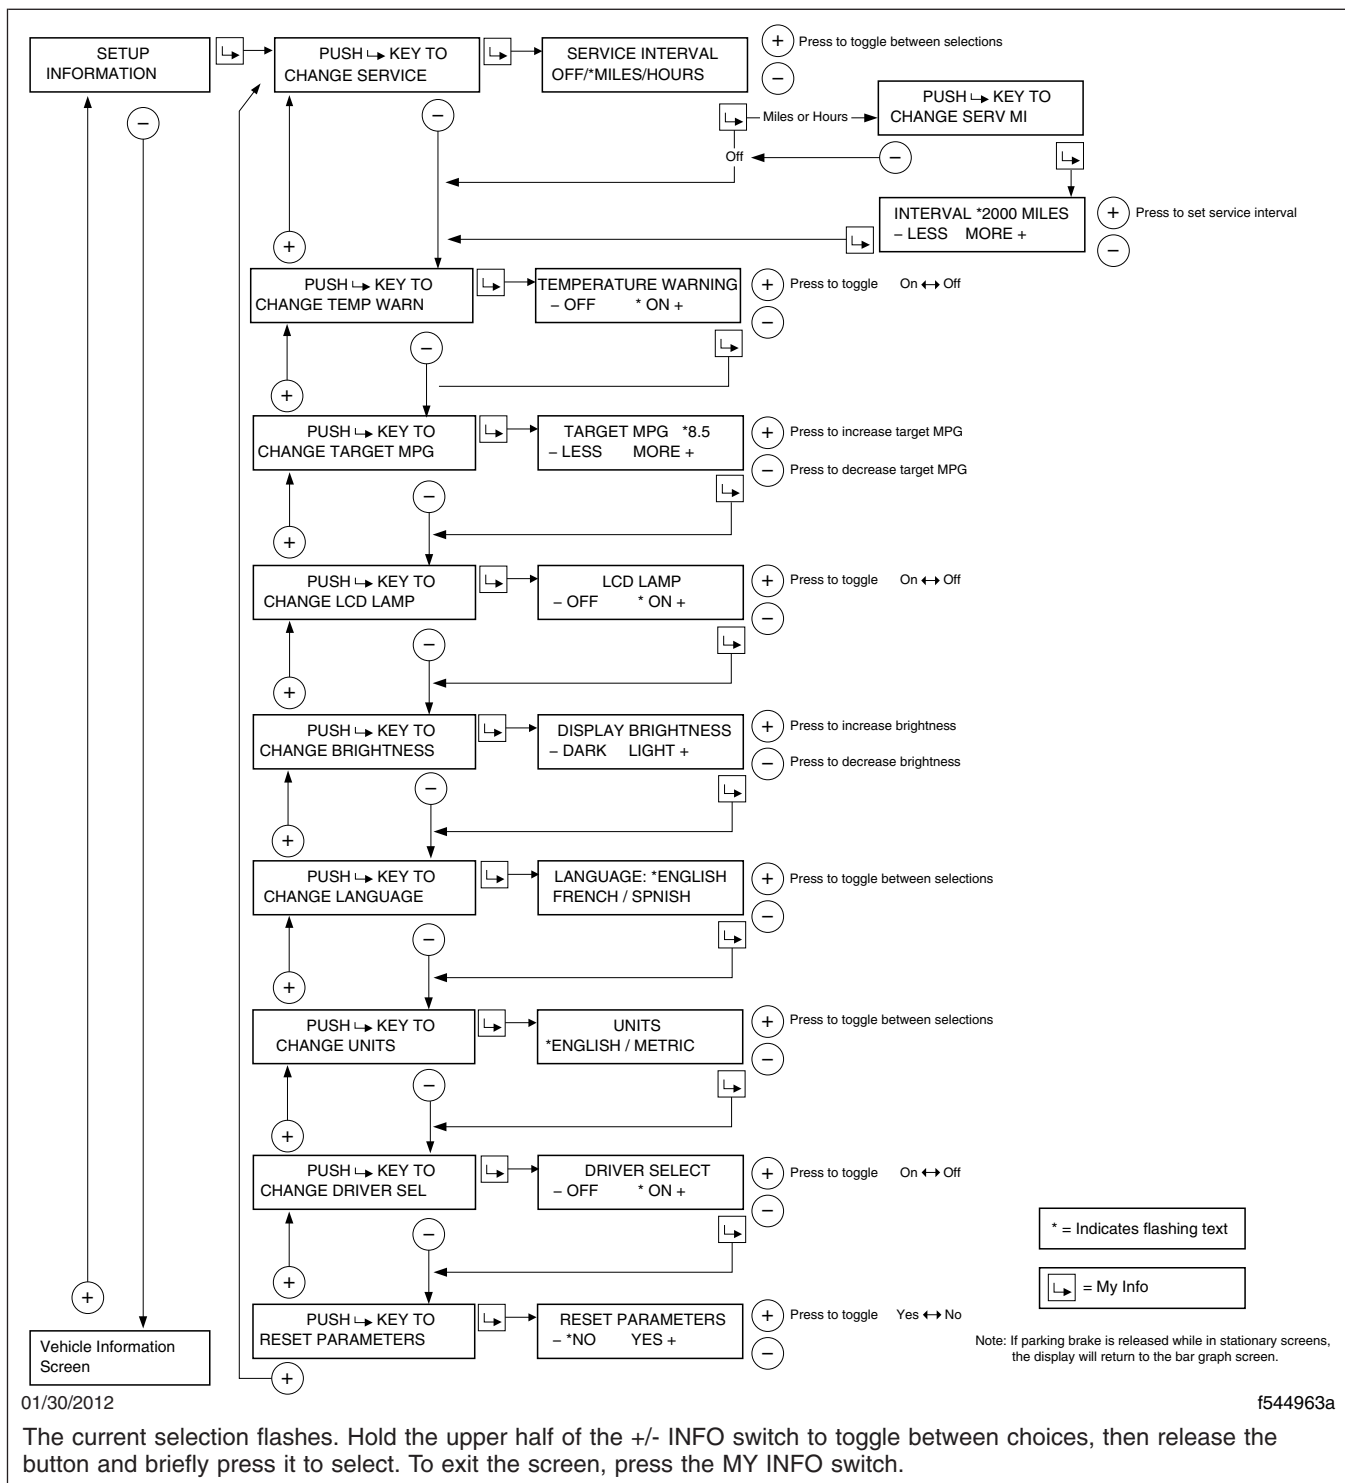 SETUP
INFORMATION
PUSH ↳ KEY TO
CHANGE SERVICE
SERVICE INTERVAL
OFF/*MILES/HOURS
+ Press to toggle between selections
−
−
−
Miles or Hours
PUSH ↳ KEY TO
CHANGE SERV MI
Off
−
INTERVAL *2000 MILES
– LESS MORE +
+ Press to set service interval
−
+
PUSH ↳ KEY TO
CHANGE TEMP WARN
TEMPERATURE WARNING
– OFF * ON +
+ Press to toggle On ↔ Off
−
−
+
PUSH ↳ KEY TO
CHANGE TARGET MPG
TARGET MPG *8.5
– LESS MORE +
+ Press to increase target MPG
− Press to decrease target MPG
−
+
PUSH ↳ KEY TO
CHANGE LCD LAMP
LCD LAMP
– OFF * ON +
+ Press to toggle On ↔ Off
−
−
+
PUSH ↳ KEY TO
CHANGE BRIGHTNESS
DISPLAY BRIGHTNESS
– DARK LIGHT +
+ Press to increase brightness
− Press to decrease brightness
−
+
PUSH ↳ KEY TO
CHANGE LANGUAGE
LANGUAGE: *ENGLISH
FRENCH / SPNISH
+ Press to toggle between selections
−
−
+
PUSH ↳ KEY TO
CHANGE UNITS
UNITS
*ENGLISH / METRIC
+ Press to toggle between selections
−
−
+
PUSH ↳ KEY TO
CHANGE DRIVER SEL
DRIVER SELECT
– OFF * ON +
+ Press to toggle On ↔ Off
−
−
+
* = Indicates flashing text
↳ = My Info
+
Vehicle Information
Screen
PUSH ↳ KEY TO
RESET PARAMETERS
RESET PARAMETERS
– *NO YES +
+ Press to toggle Yes ↔ No
−
+
Note: If parking brake is released while in stationary screens,
the display will return to the bar graph screen.
01/30/2012
f544963a
The current selection flashes. Hold the upper half of the +/- INFO switch to toggle between choices, then release the
button and briefly press it to select. To exit the screen, press the MY INFO switch.